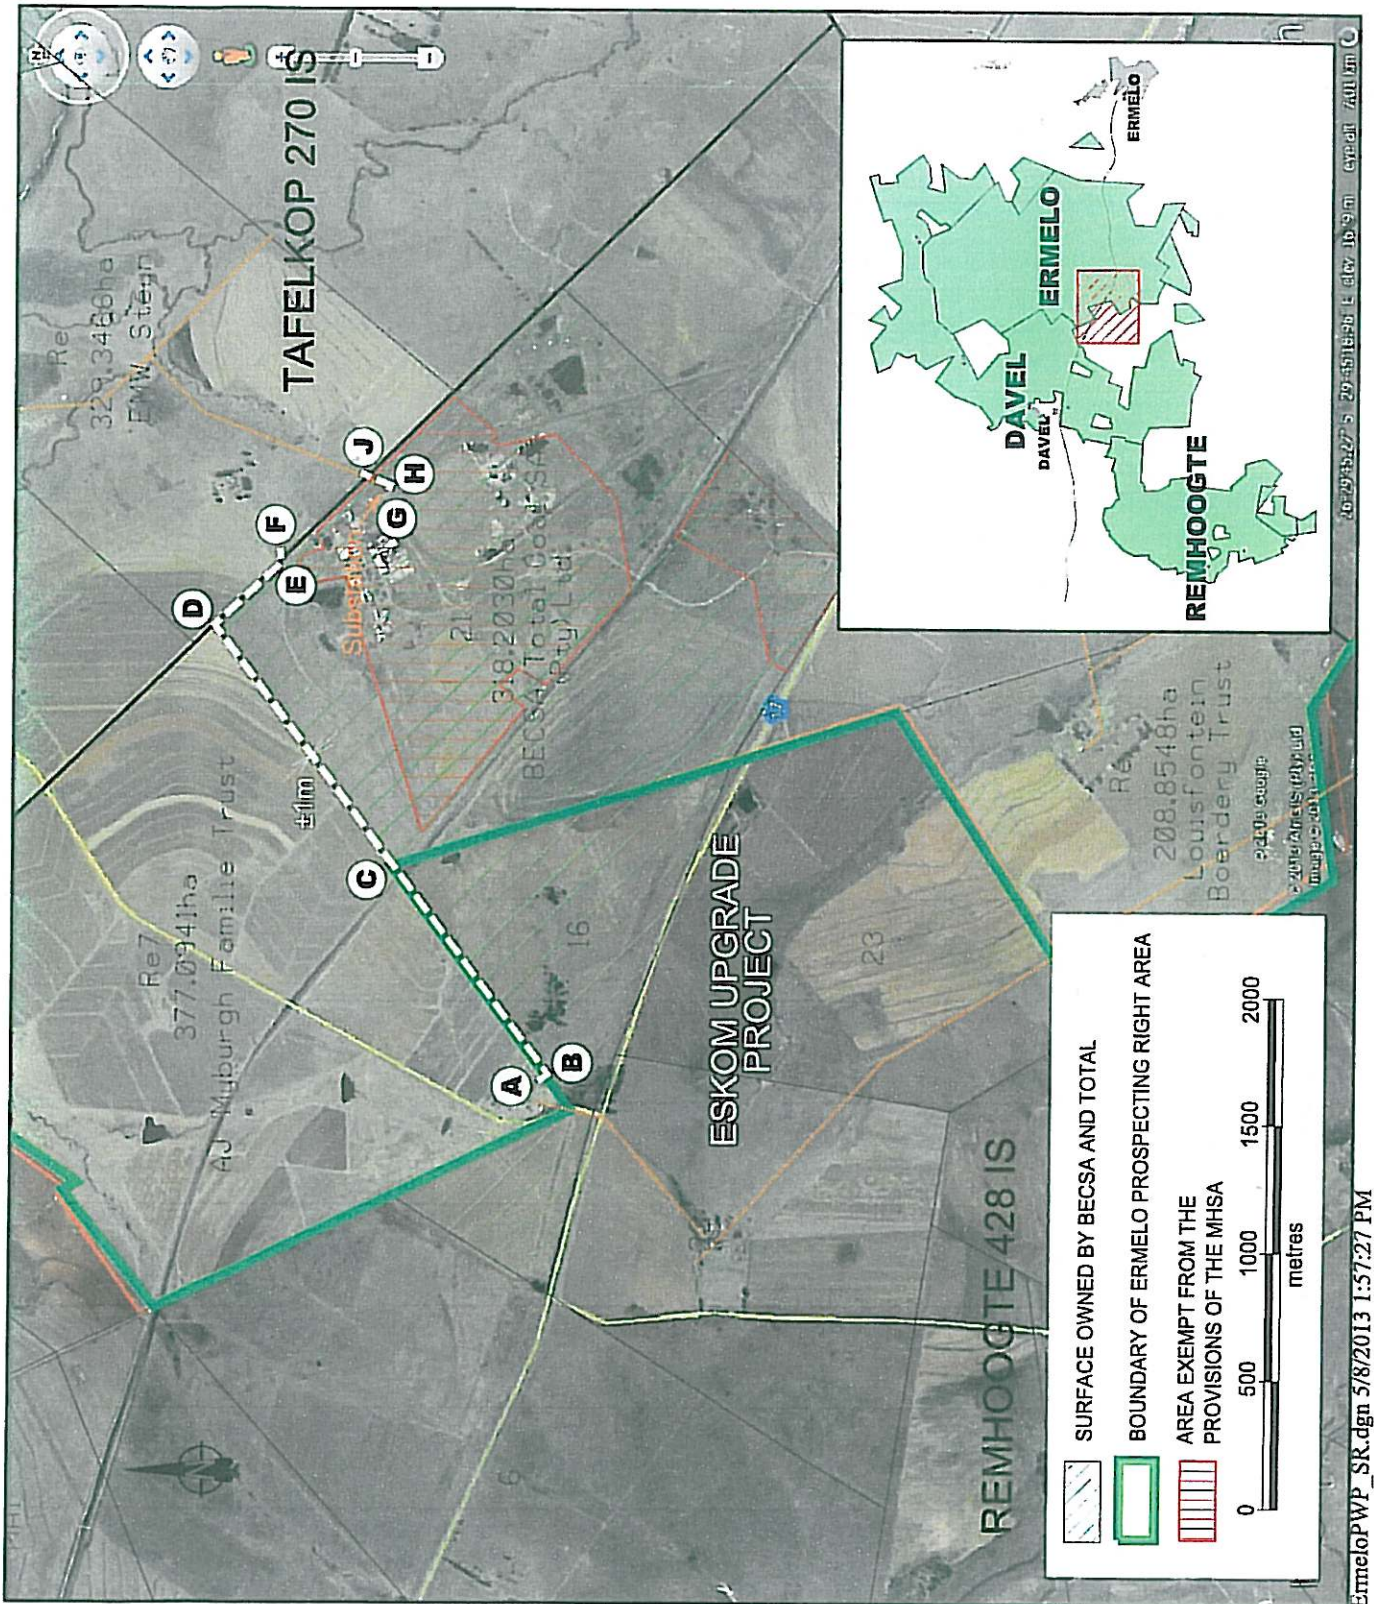 TAFELKOP 270 IS
Re
329.3466ha
EMW Steyn
Re7
377.0941ha
AJ Niuburgh Familie Trust
±1m
D
F
E
J
H
G
C
A
B
Substation
21
318.2030ha
BECSA
Total Coal SA
(Pty) Ltd
16
17
ESKOM UPGRADE
PROJECT
23
6
Re
208.8548ha
Louisfontein
Boerdery Trust
REMHOOGTE 428 IS
SURFACE OWNED BY BECSA AND TOTAL
BOUNDARY OF ERMELO PROSPECTING RIGHT AREA
AREA EXEMPT FROM THE
PROVISIONS OF THE MHSA
0 500 1000 1500 2000
metres
ERMELO
ERMELO
DAVEL
DAVEL
REMHOOGTE
ErmeloPWP_SR.dgn 5/8/2013 1:57:27 PM